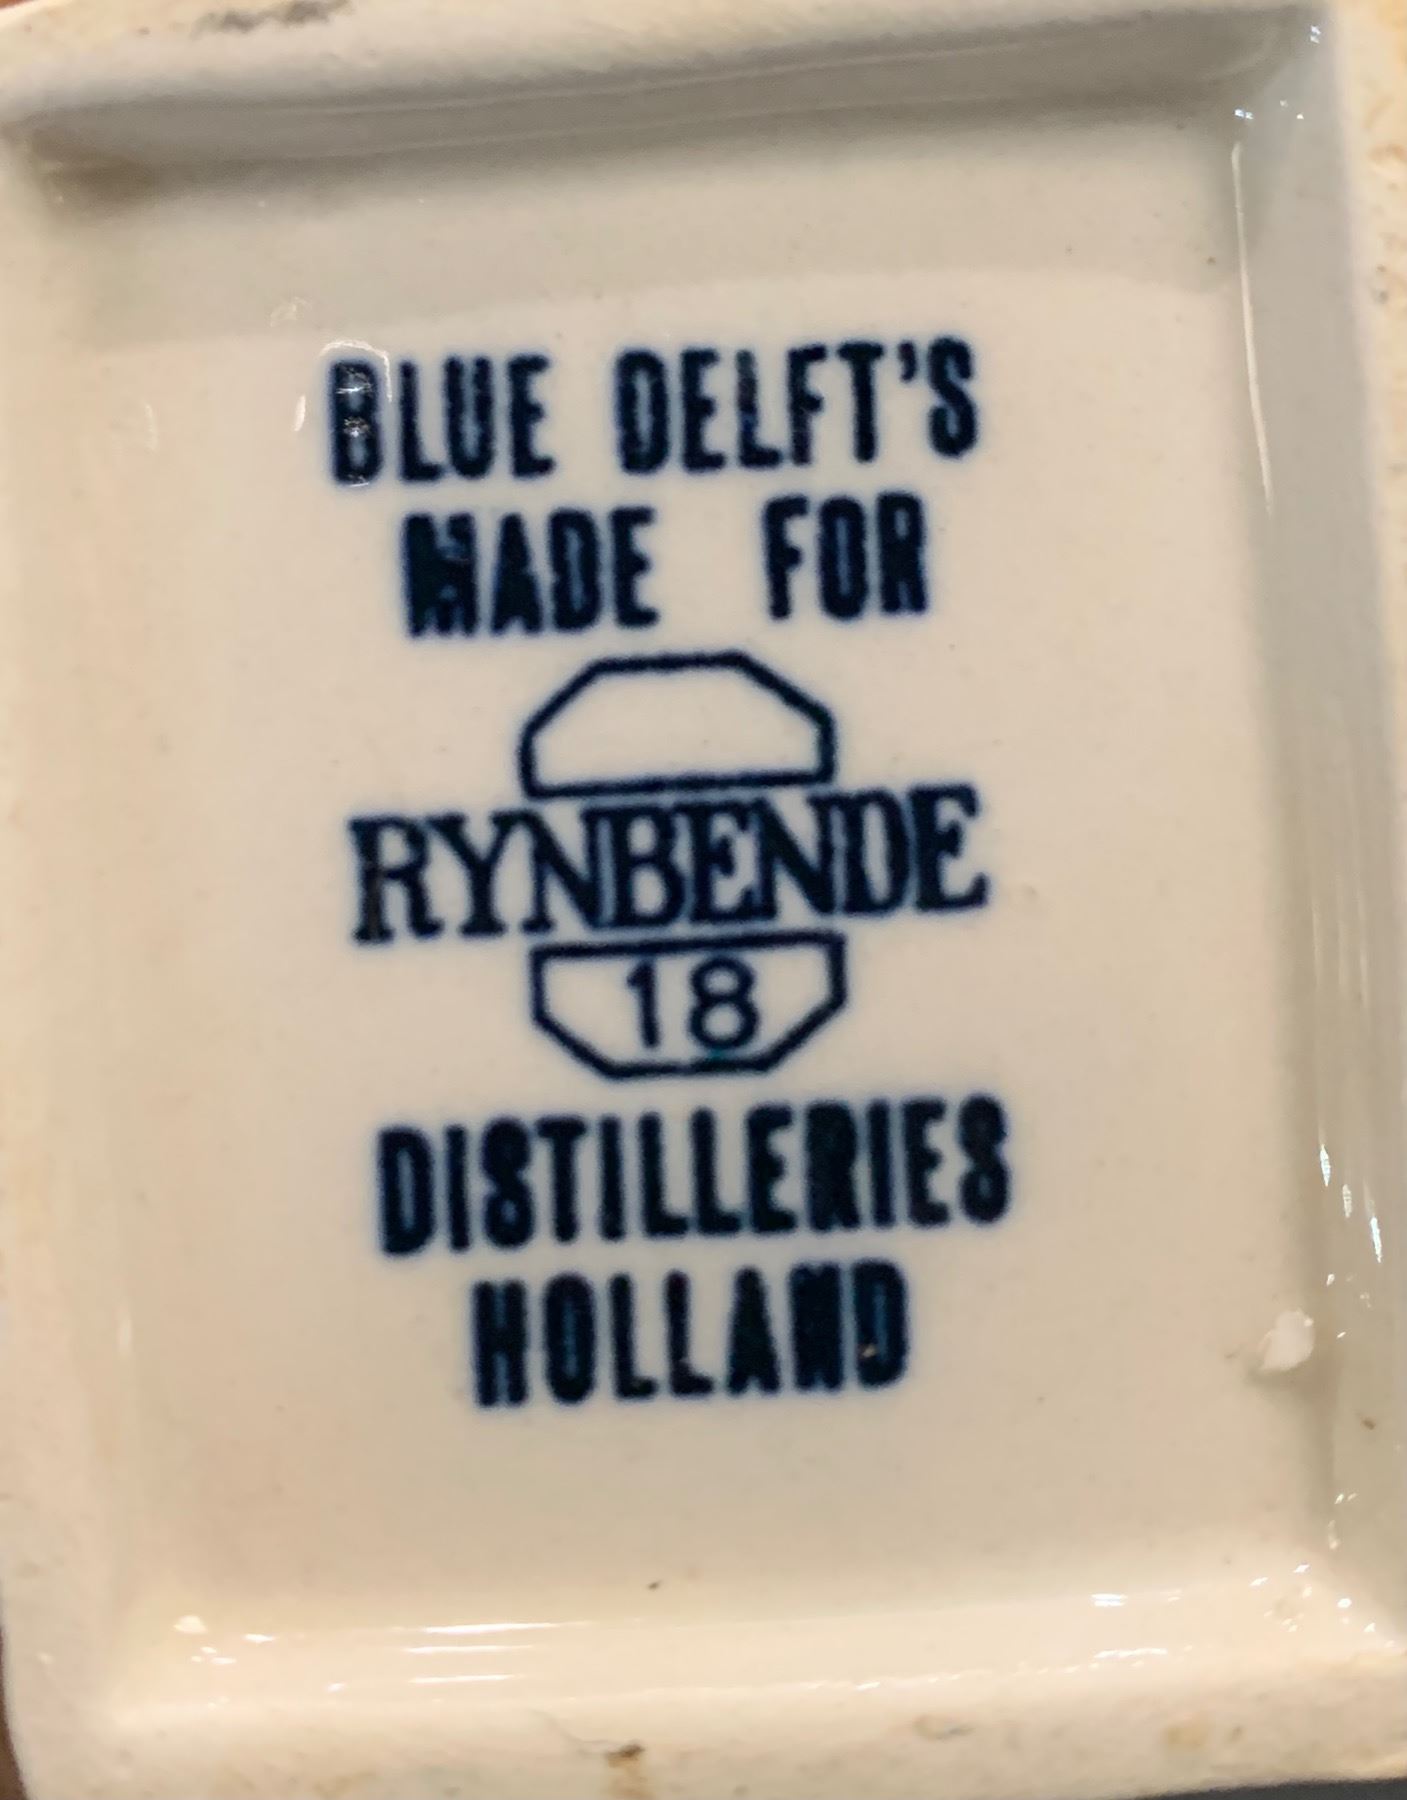 BLUE DELFT'S
MADE FOR
RYNBENDE
18
DISTILLERIES
HOLLAND